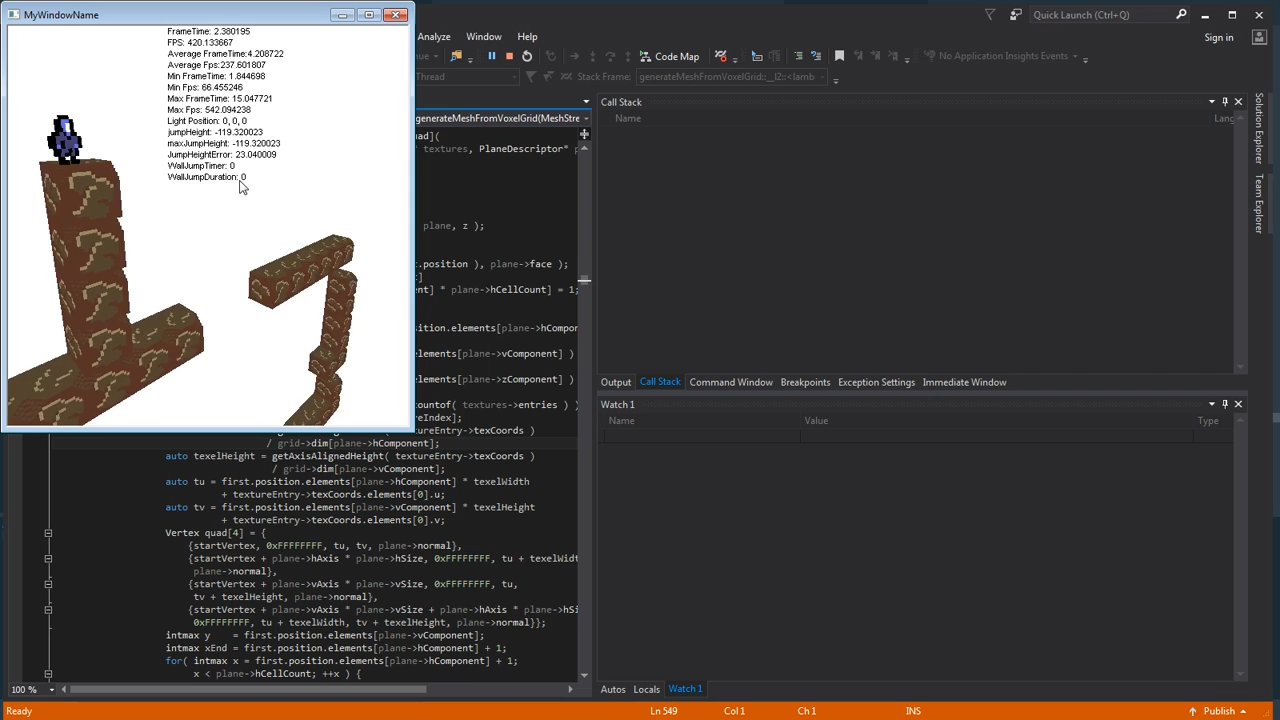 MyWindowName
FrameTime: 2.380195
FPS: 420.133667
Average FrameTime:4.208722
Average Fps:237.601807
Min FrameTime: 1.844698
Min Fps: 66.455246
Max FrameTime: 15.047721
Max Fps: 542.094238
Light Position: 0, 0, 0
jumpHeight: -119.320023
maxJumpHeight: -119.320023
JumpHeightError: 23.040009
WallJumpTimer: 0
WallJumpDuration: 0
Quick Launch (Ctrl+Q)
Analyze Window Help
Sign in
Code Map
No Application Insights Events
Thread
Stack Frame: generateMeshFromVoxelGrid::__l2::<lamb
generateMeshFromVoxelGrid(MeshStre
textures, PlaneDescriptor*
plane, z );
.position ), plane->face );
] * plane->hCellCount] = 1;
position.elements[plane->hCompone
elements[plane->vComponent] )
elements[plane->zComponent] )
countof( textures->entries ) )
reIndex];
textureEntry->texCoords )
/ grid->dim[plane->hComponent];
auto texelHeight = getAxisAlignedHeight( textureEntry->texCoords )
/ grid->dim[plane->vComponent];
auto tu = first.position.elements[plane->hComponent] * texelWidth
+ textureEntry->texCoords.elements[0].u;
auto tv = first.position.elements[plane->vComponent] * texelHeight
+ textureEntry->texCoords.elements[0].v;
Vertex quad[4] = {
{startVertex, 0xFFFFFFFF, tu, tv, plane->normal},
{startVertex + plane->hAxis * plane->hSize, 0xFFFFFFFF, tu + texelWidt
plane->normal},
{startVertex + plane->vAxis * plane->vSize, 0xFFFFFFFF, tu,
tv + texelHeight, plane->normal},
{startVertex + plane->vAxis * plane->vSize + plane->hAxis * plane->hSi
0xFFFFFFFF, tu + texelWidth, tv + texelHeight, plane->normal}};
intmax y = first.position.elements[plane->vComponent];
intmax xEnd = first.position.elements[plane->hComponent] + 1;
for( intmax x = first.position.elements[plane->hComponent] + 1;
x < plane->hCellCount; ++x ) {
100 %
Call Stack
Name
Lang
Output Call Stack Command Window Breakpoints Exception Settings Immediate Window
Watch 1
Name Value Type
Autos Locals Watch 1
Solution Explorer
Team Explorer
Ready Ln 549 Col 1 Ch 1 INS Publish